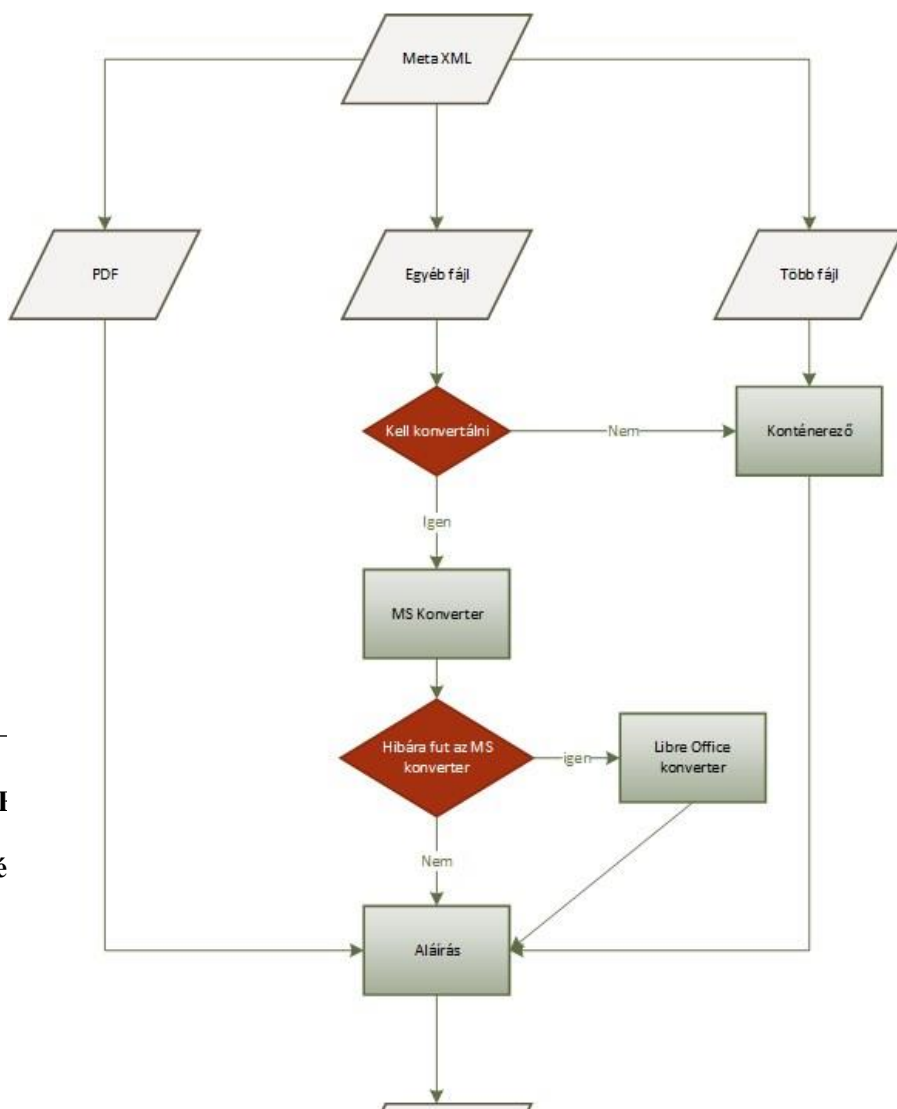 Meta XML
PDF
Egyéb fájl
Több fájl
Kell konvertálni
Nem
Konténerező
Igen
MS Konverter
Hibára fut az MS
konverter
igen
Libre Office
konverter
Nem
é
Aláírás